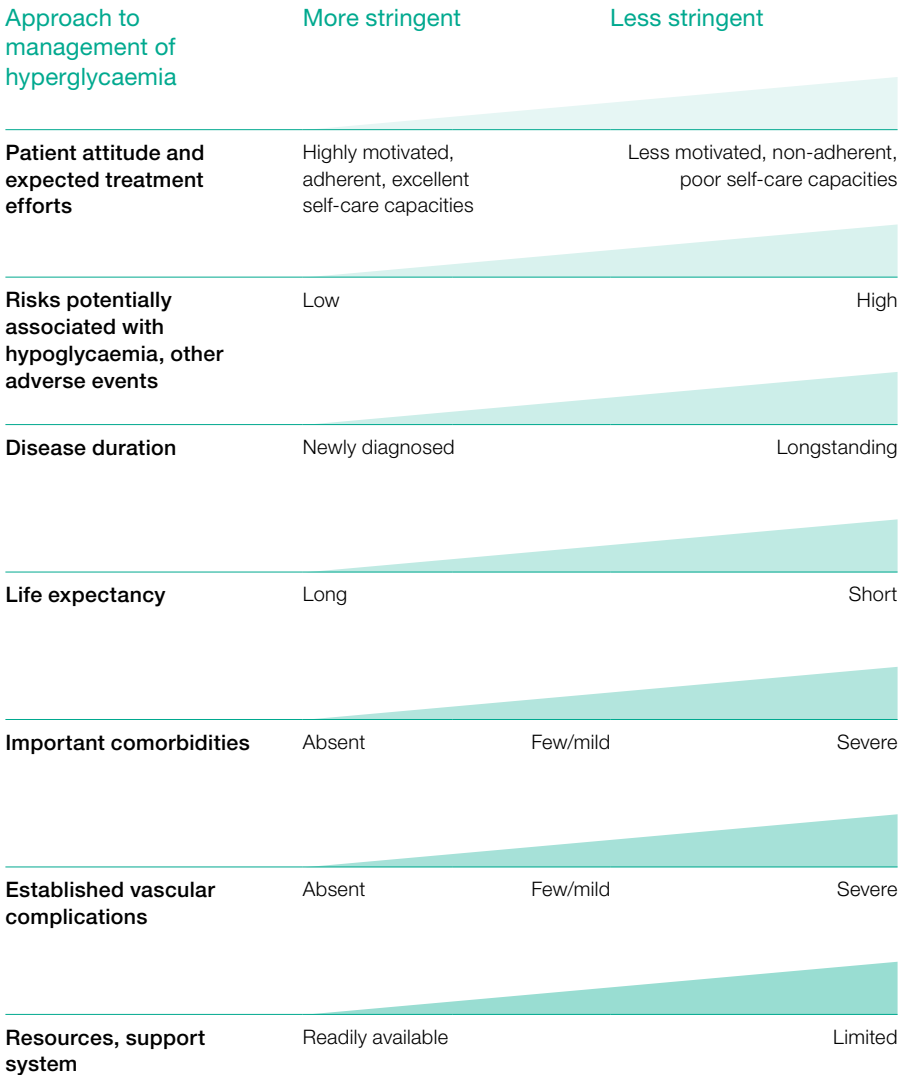 Approach to
management of
hyperglycaemia
More stringent
Less stringent
Patient attitude and
expected treatment
efforts
Highly motivated,
adherent, excellent
self-care capacities
Less motivated, non-adherent,
poor self-care capacities
Risks potentially
associated with
hypoglycaemia, other
adverse events
Low
High
Disease duration
Newly diagnosed
Longstanding
Life expectancy
Long
Short
Important comorbidities
Absent
Few/mild
Severe
Established vascular
complications
Absent
Few/mild
Severe
Resources, support
system
Readily available
Limited